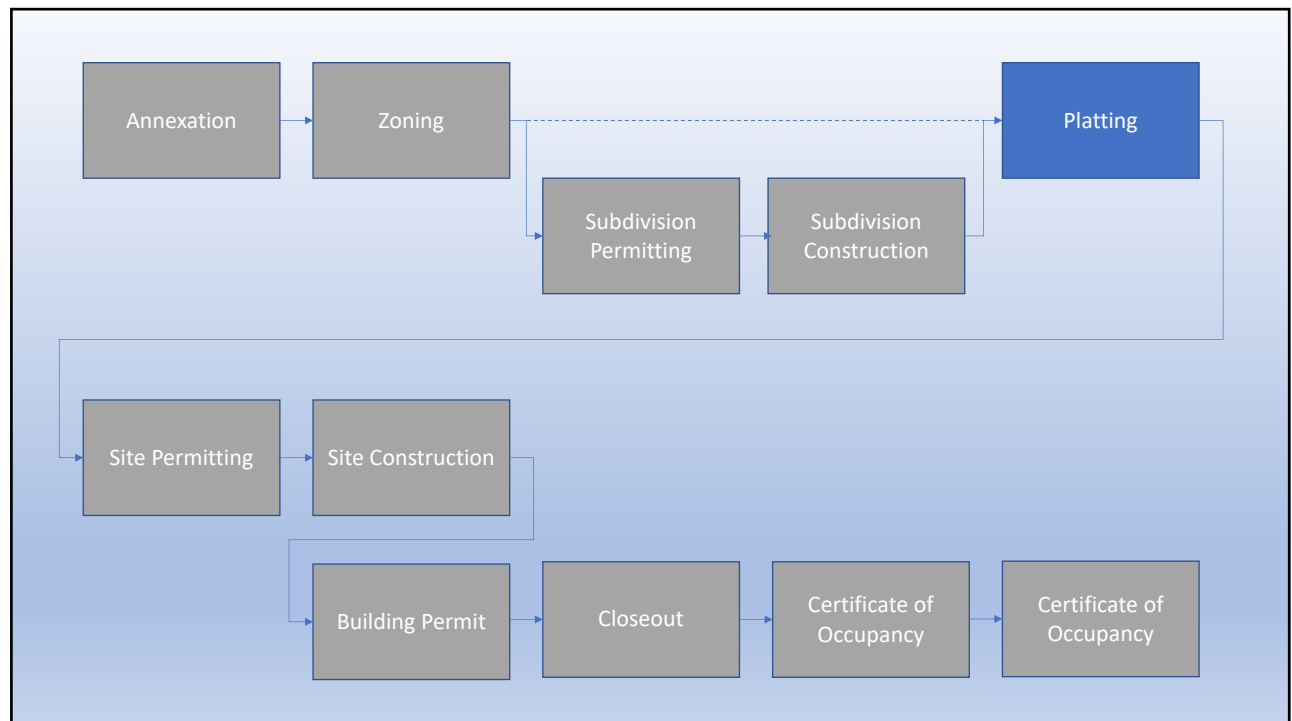 Annexation
Zoning
Platting
Subdivision
Permitting
Subdivision
Construction
Site Permitting
Site Construction
Building Permit
Closeout
Certificate of
Occupancy
Certificate of
Occupancy